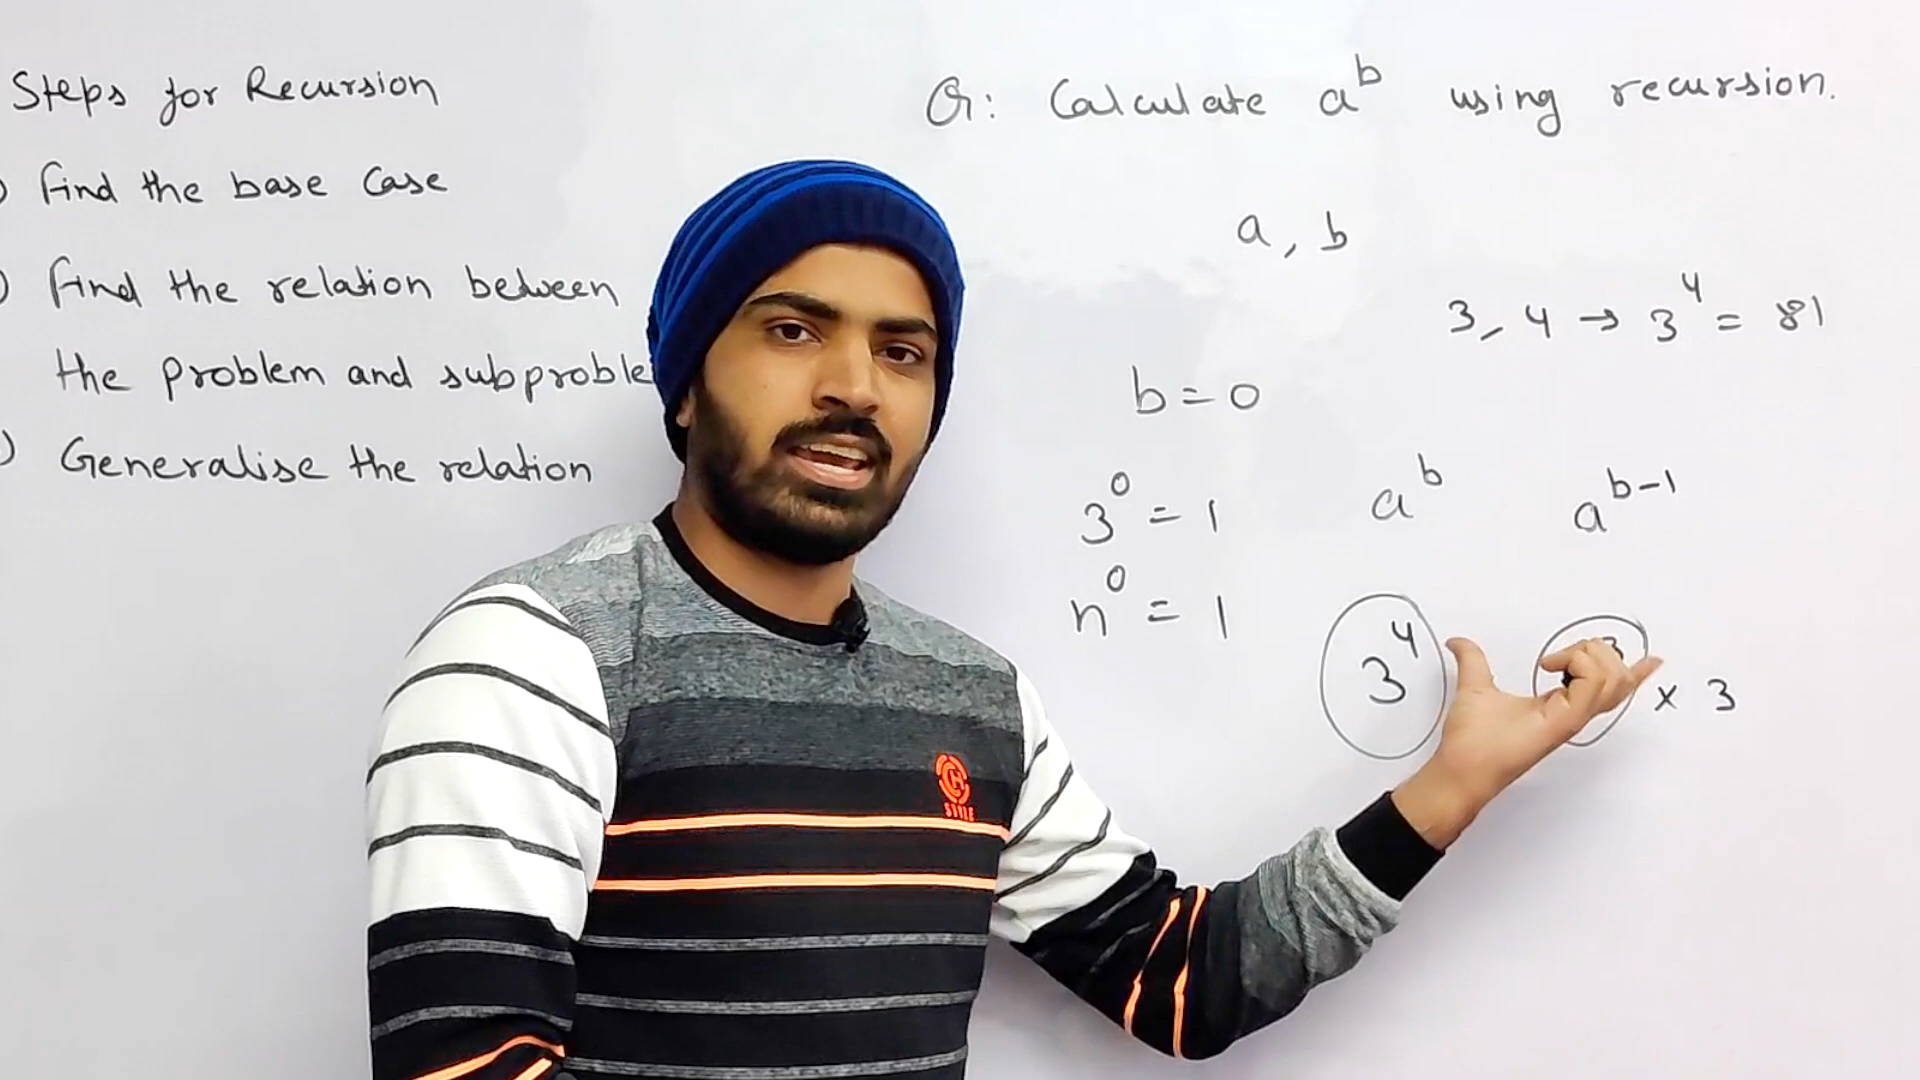 Steps for Recursion
) Find the base case
) Find the relation between
the problem and subproble
) Generalise the relation
Q: Calculate a^b using recursion.
a, b
3, 4 → 3^4 = 81
b = 0
3^0 = 1
a^b a^b-1
n^0 = 1
3^4
x 3
CH
STYLE